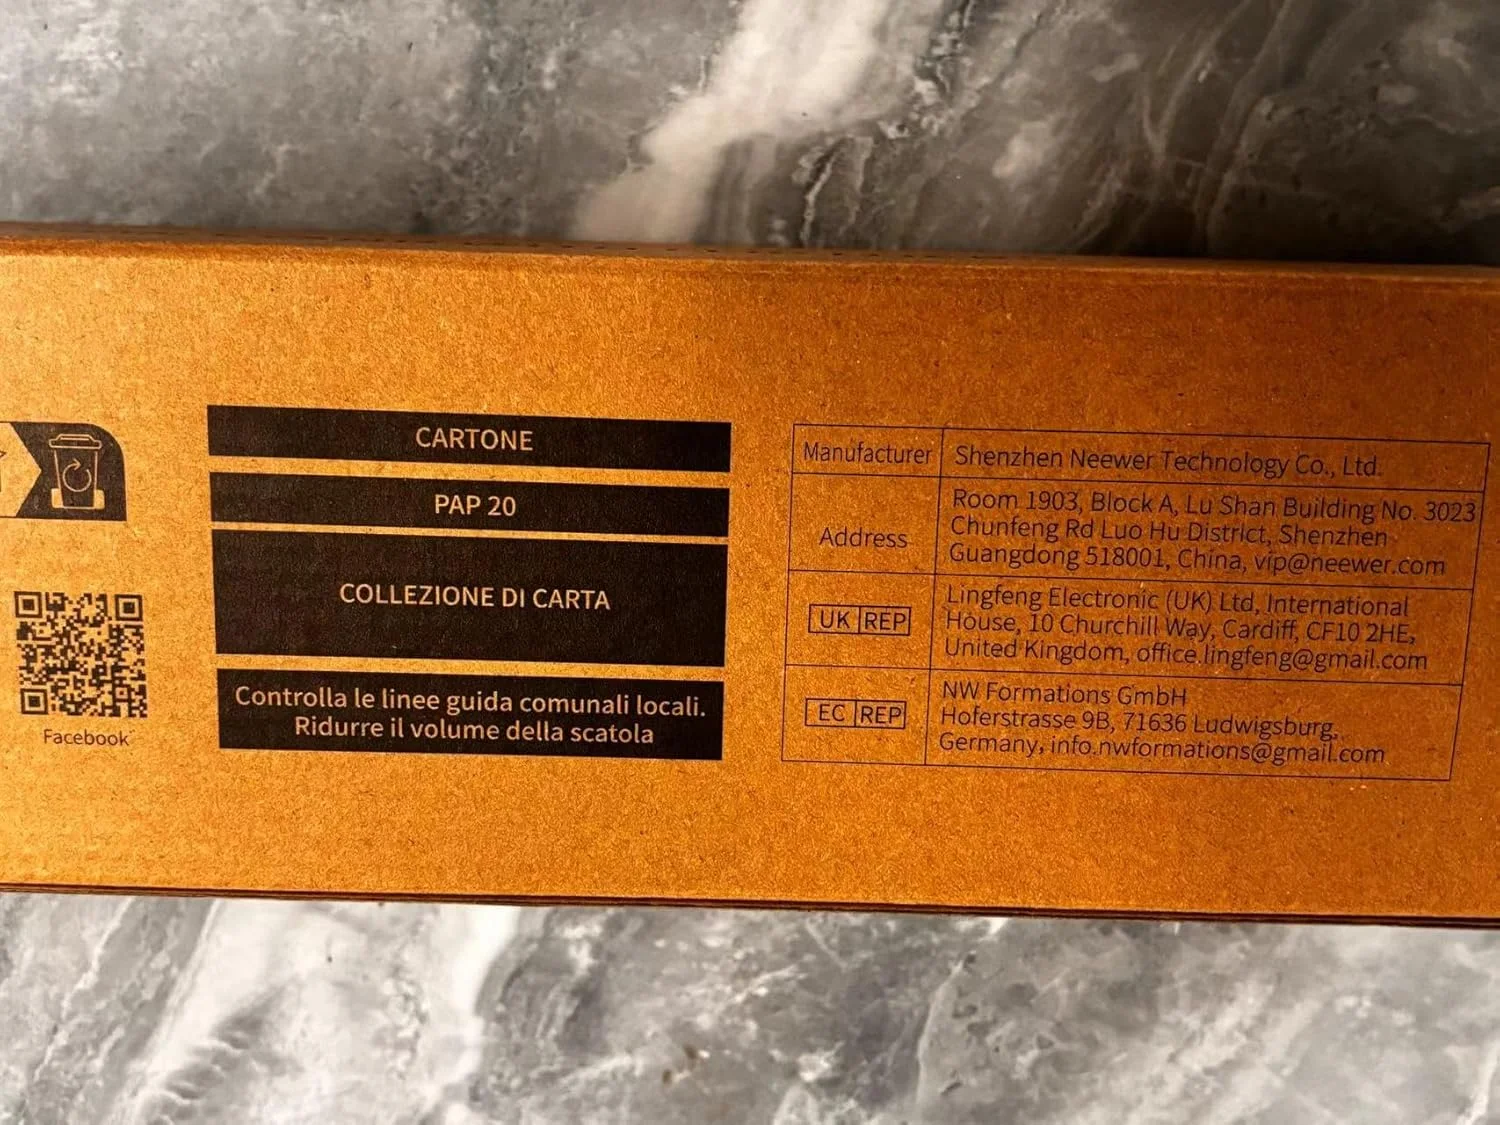 CARTONE
PAP 20
COLLEZIONE DI CARTA
Controlla le linee guida comunali locali.
Ridurre il volume della scatola
Facebook
Manufacturer
Shenzhen Neewer Technology Co., Ltd.
Address
Room 1903, Block A, Lu Shan Building No. 3023
Chunfeng Rd Luo Hu District, Shenzhen
Guangdong 518001, China, vip@neewer.com
UK REP
Lingfeng Electronic (UK) Ltd, International
House, 10 Churchill Way, Cardiff, CF10 2HE,
United Kingdom, office.lingfeng@gmail.com
EC REP
NW Formations GmbH
Hoferstrasse 9B, 71636 Ludwigsburg,
Germany, info.nwformations@gmail.com